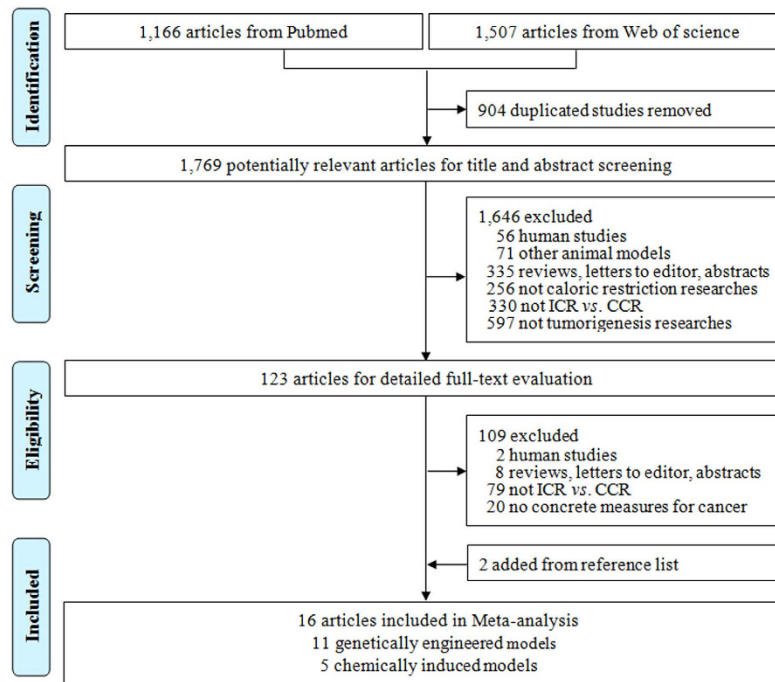 Identification
1,166 articles from Pubmed
1,507 articles from Web of science
904 duplicated studies removed
1,769 potentially relevant articles for title and abstract screening
Screening
1,646 excluded
56 human studies
71 other animal models
335 reviews, letters to editor, abstracts
256 not caloric restriction researches
330 not ICR vs. CCR
597 not tumorigenesis researches
Eligibility
123 articles for detailed full-text evaluation
109 excluded
2 human studies
8 reviews, letters to editor, abstracts
79 not ICR vs. CCR
20 no concrete measures for cancer
Included
2 added from reference list
16 articles included in Meta-analysis
11 genetically engineered models
5 chemically induced models